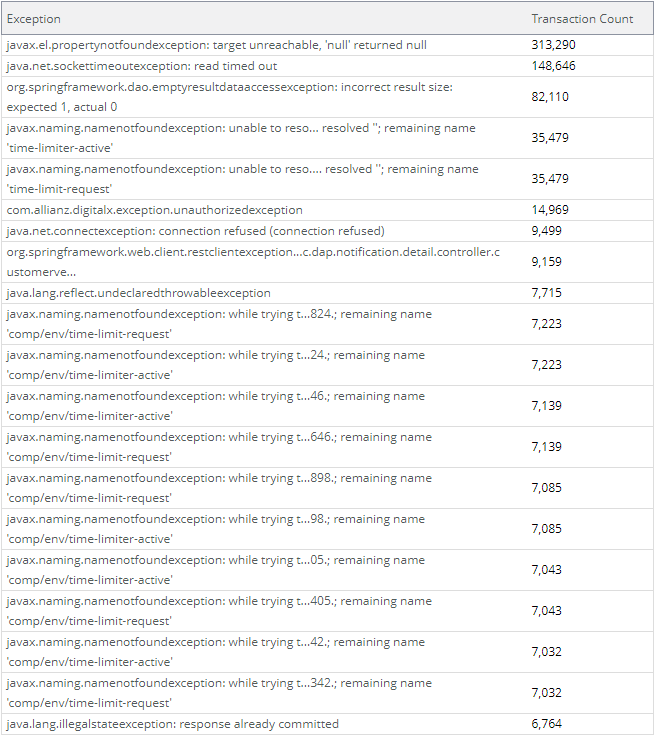 Exception Transaction Count
javax.el.propertynotfoundexception: target unreachable, 'null' returned null 313,290
java.net.sockettimeoutexception: read timed out 148,646
org.springframework.dao.emptyresultdataaccessexception: incorrect result size:
expected 1, actual 0 82,110
javax.naming.namenotfoundexception: unable to reso... resolved ''; remaining name
'time-limiter-active' 35,479
javax.naming.namenotfoundexception: unable to reso.... resolved ''; remaining name
'time-limit-request' 35,479
com.allianz.digitalx.exception.unauthorizedexception 14,969
java.net.connectexception: connection refused (connection refused) 9,499
org.springframework.web.client.restclientexception...c.dap.notification.detail.controller.c
ustomerve... 9,159
java.lang.reflect.undeclaredthrowableexception 7,715
javax.naming.namenotfoundexception: while trying t...824.; remaining name
'comp/env/time-limit-request' 7,223
javax.naming.namenotfoundexception: while trying t...24.; remaining name
'comp/env/time-limiter-active' 7,223
javax.naming.namenotfoundexception: while trying t...46.; remaining name
'comp/env/time-limiter-active' 7,139
javax.naming.namenotfoundexception: while trying t...646.; remaining name
'comp/env/time-limit-request' 7,139
javax.naming.namenotfoundexception: while trying t...898.; remaining name
'comp/env/time-limit-request' 7,085
javax.naming.namenotfoundexception: while trying t...98.; remaining name
'comp/env/time-limiter-active' 7,085
javax.naming.namenotfoundexception: while trying t...05.; remaining name
'comp/env/time-limiter-active' 7,043
javax.naming.namenotfoundexception: while trying t...405.; remaining name
'comp/env/time-limit-request' 7,043
javax.naming.namenotfoundexception: while trying t...42.; remaining name
'comp/env/time-limiter-active' 7,032
javax.naming.namenotfoundexception: while trying t...342.; remaining name
'comp/env/time-limit-request' 7,032
java.lang.illegalstateexception: response already committed 6,764